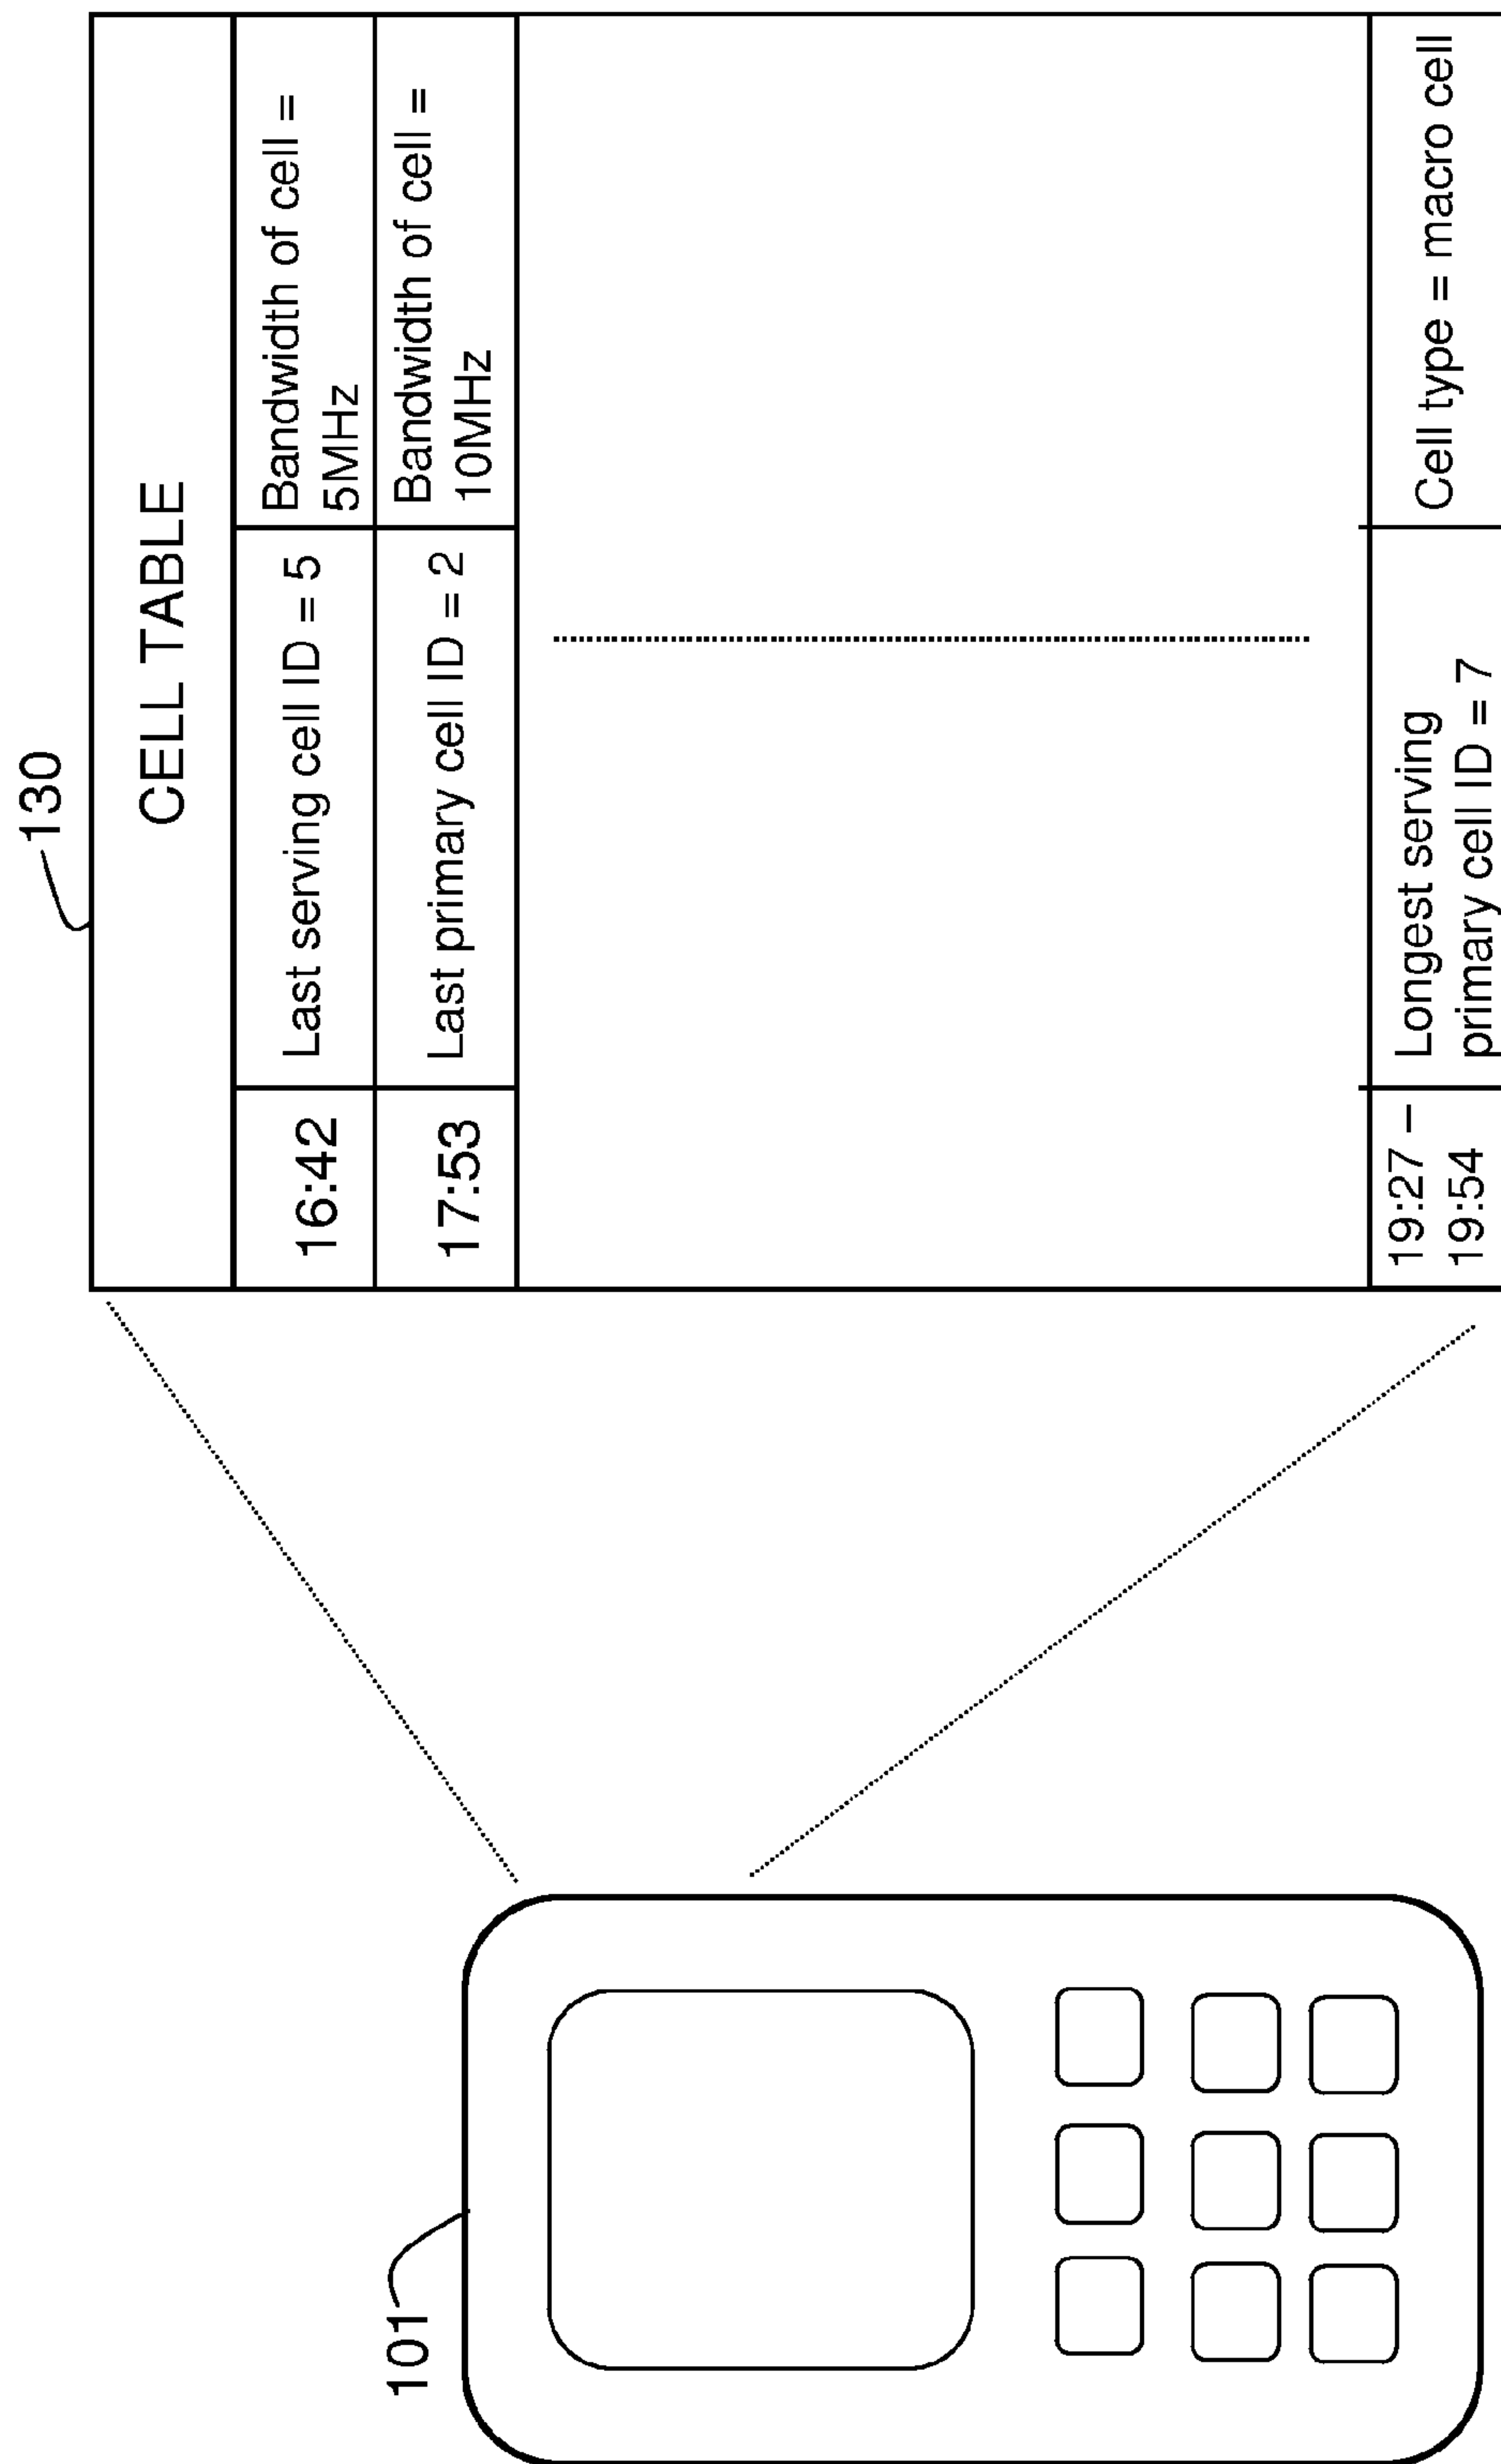 130
CELL TABLE
16:42
Last serving cell ID = 5
Bandwidth of cell =
5MHz
17:53
Last primary cell ID = 2
Bandwidth of cell =
10MHz
19:27 –
19:54
Longest serving
primary cell ID = 7
Cell type = macro cell
101